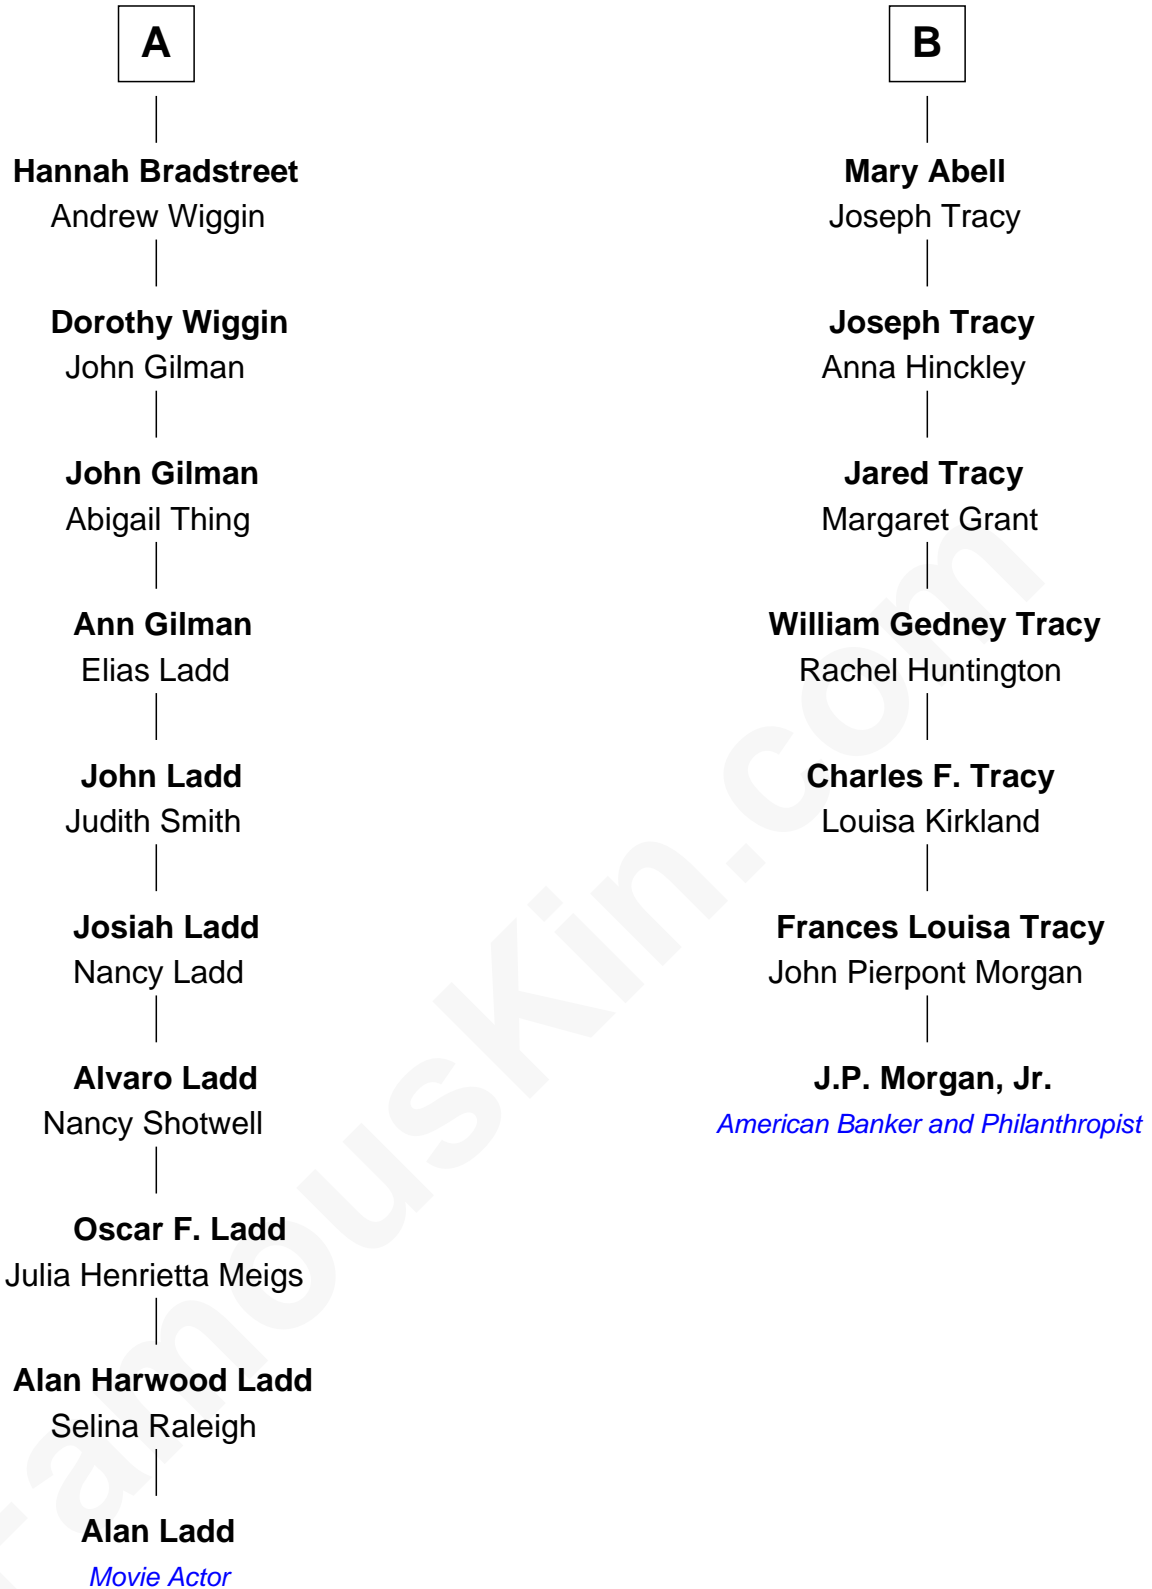 A
Hannah Bradstreet
Andrew Wiggin
Dorothy Wiggin
John Gilman
John Gilman
Abigail Thing
Ann Gilman
Elias Ladd
John Ladd
Judith Smith
Josiah Ladd
Nancy Ladd
Alvaro Ladd
Nancy Shotwell
Oscar F. Ladd
Julia Henrietta Meigs
Alan Harwood Ladd
Selina Raleigh
Alan Ladd
Movie Actor
B
Mary Abell
Joseph Tracy
Joseph Tracy
Anna Hinckley
Jared Tracy
Margaret Grant
William Gedney Tracy
Rachel Huntington
Charles F. Tracy
Louisa Kirkland
Frances Louisa Tracy
John Pierpont Morgan
J.P. Morgan, Jr.
American Banker and Philanthropist
FamousKin.com